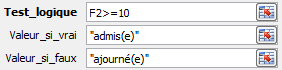 Test_logique F2>=10
Valeur_si_vrai "admis(e)"
Valeur_si_faux "ajourné(e)"